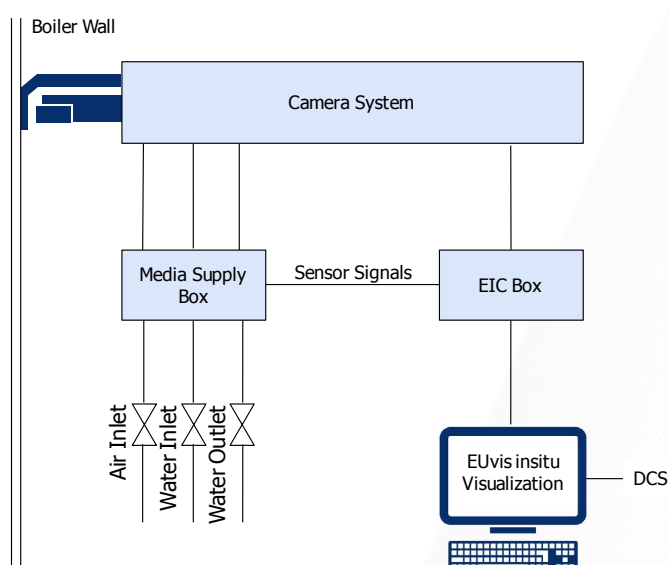 Boiler Wall
Camera System
Media Supply
Box
Sensor Signals
EIC Box
Air Inlet
Water Inlet
Water Outlet
EUvis insitu
Visualization
DCS